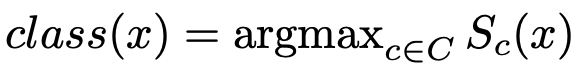 class(x) = argmax_{c∈C} S_c(x)